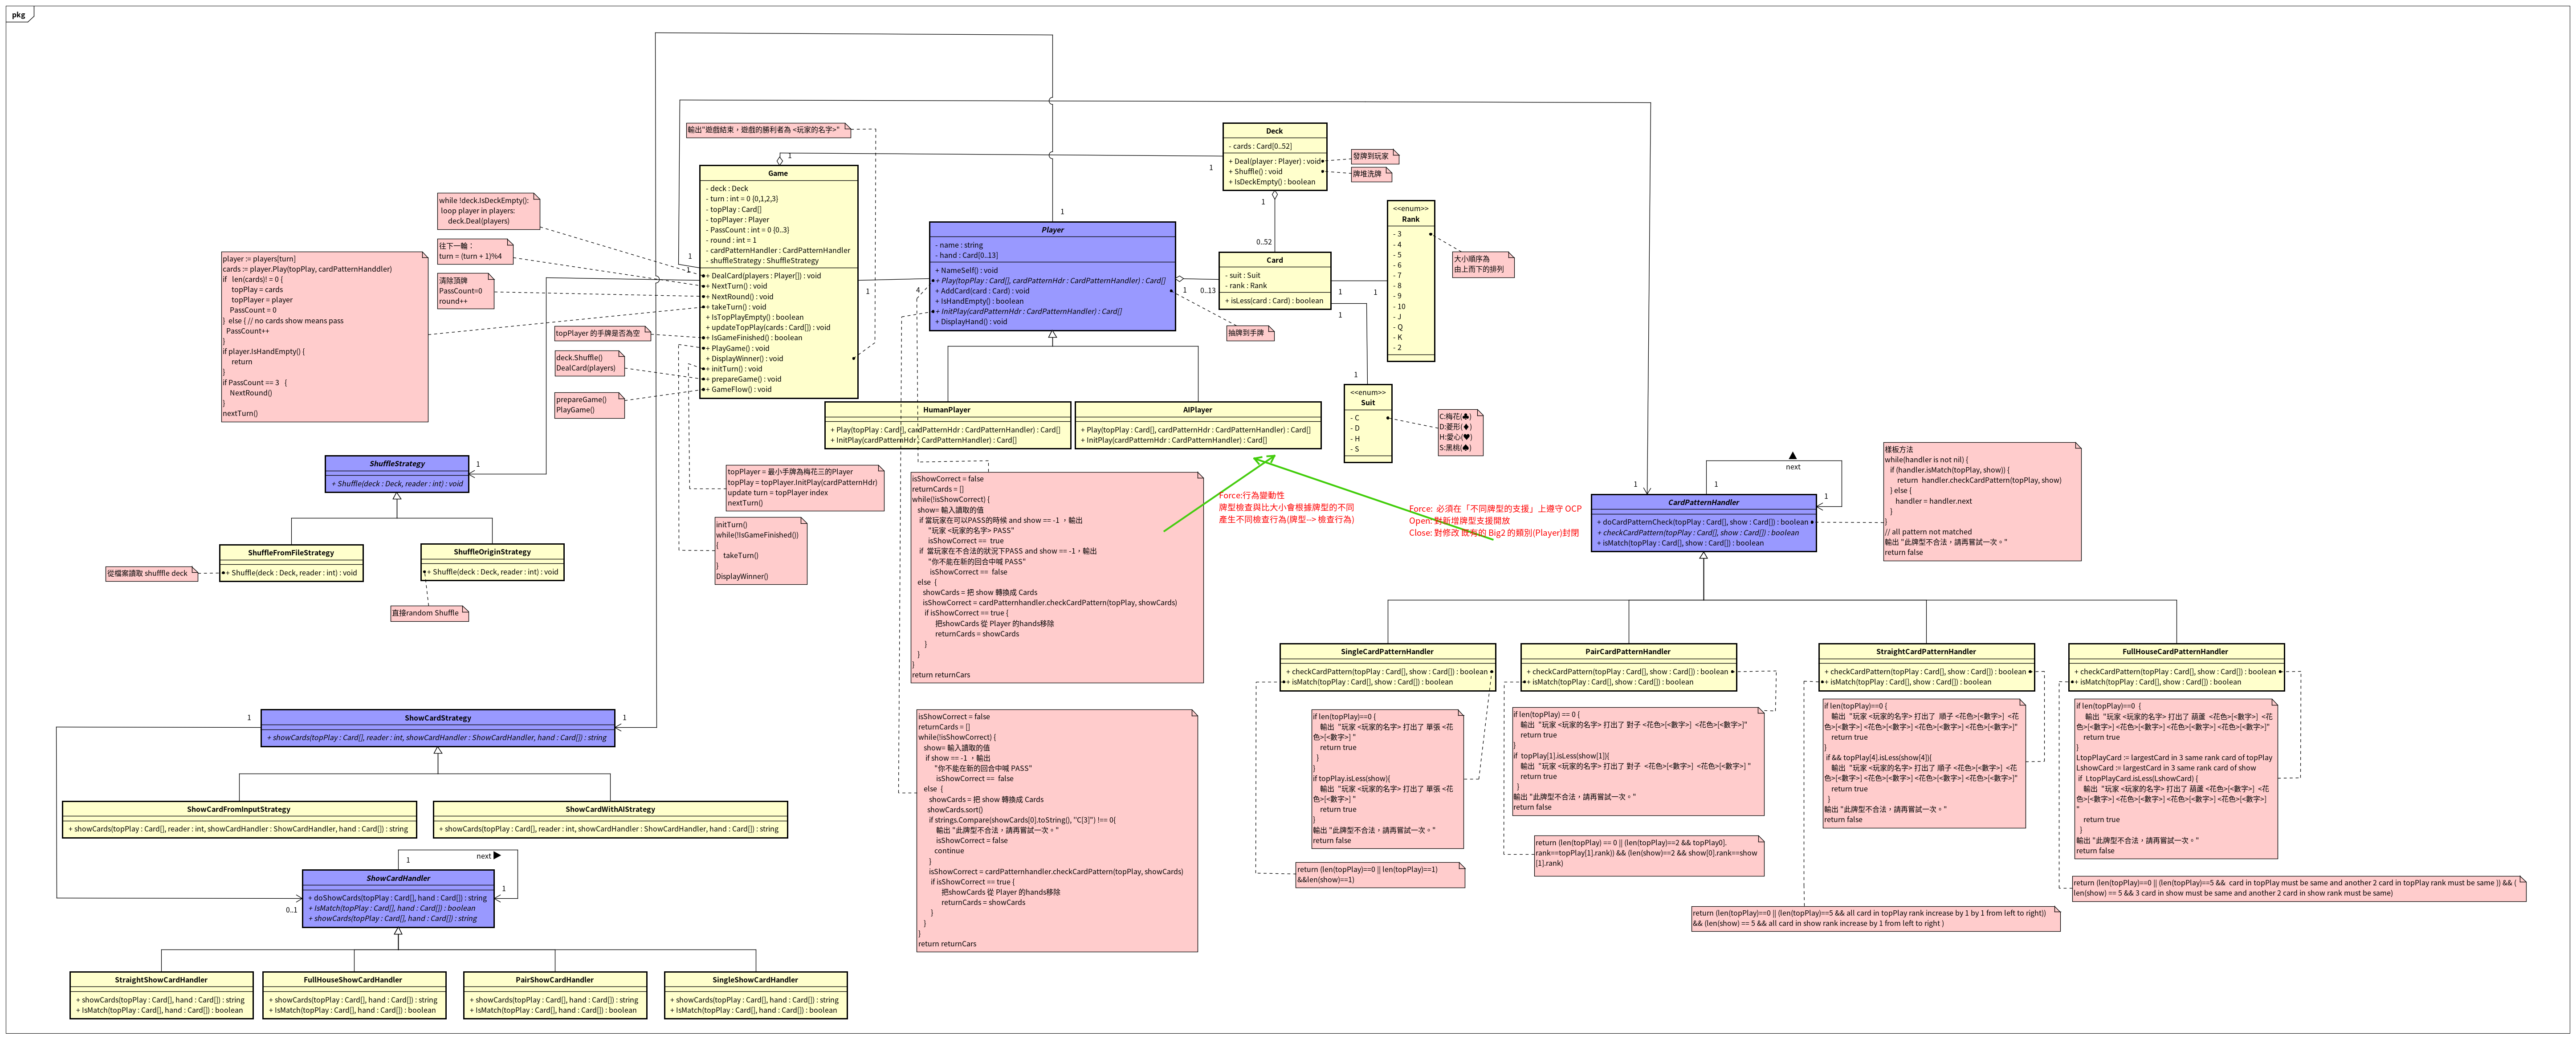 pkg
輸出"遊戲結束，遊戲的勝利者為 <玩家的名字>"
Game
- deck : Deck
- turn : int = 0 {0,1,2,3}
- topPlay : Card[]
- topPlayer : Player
- PassCount : int = 0 {0..3}
- round : int = 1
- cardPatternHandler : CardPatternHandler
- shuffleStrategy : ShuffleStrategy
+ DealCard(players : Player[]) : void
+ NextTurn() : void
+ NextRound() : void
+ takeTurn() : void
+ IsTopPlayEmpty() : boolean
+ updateTopPlay(cards : Card[]) : void
+ IsGameFinished() : boolean
+ PlayGame() : void
+ DisplayWinner() : void
+ initTurn() : void
+ prepareGame() : void
+ GameFlow() : void
1
1
1
1
1
4
while !deck.IsDeckEmpty():
loop player in players:
deck.Deal(players)
往下一輪：
turn = (turn + 1)%4
清除頂牌
PassCount=0
round++
player := players[turn]
cards := player.Play(topPlay, cardPatternHanddler)
if   len(cards)! = 0 {
topPlay = cards
topPlayer = player
PassCount = 0
}  else { // no cards show means pass
PassCount++
}
if player.IsHandEmpty() {
return
}
if PassCount == 3   {
NextRound()
}
nextTurn()
topPlayer 的手牌是否為空
deck.Shuffle()
DealCard(players)
prepareGame()
PlayGame()
Deck
- cards : Card[0..52]
+ Deal(player : Player) : void
+ Shuffle() : void
+ IsDeckEmpty() : boolean
發牌到玩家
牌堆洗牌
1
0..52
Player
- name : string
- hand : Card[0..13]
+ NameSelf() : void
+ Play(topPlay : Card[], cardPatternHdr : CardPatternHandler) : Card[]
+ AddCard(card : Card) : void
+ IsHandEmpty() : boolean
+ InitPlay(cardPatternHdr : CardPatternHandler) : Card[]
+ DisplayHand() : void
1
1
0..13
抽牌到手牌
Card
- suit : Suit
- rank : Rank
+ isLess(card : Card) : boolean
1
1
1
1
<<enum>>
Rank
- 3
- 4
- 5
- 6
- 7
- 8
- 9
- 10
- J
- Q
- K
- 2
大小順序為
由上而下的排列
<<enum>>
Suit
- C
- D
- H
- S
C:梅花(♣)
D:菱形(♦)
H:愛心(♥)
S:黑桃(♠)
HumanPlayer
+ Play(topPlay : Card[], cardPatternHdr : CardPatternHandler) : Card[]
+ InitPlay(cardPatternHdr : CardPatternHandler) : Card[]
AIPlayer
+ Play(topPlay : Card[], cardPatternHdr : CardPatternHandler) : Card[]
+ InitPlay(cardPatternHdr : CardPatternHandler) : Card[]
ShuffleStrategy
+ Shuffle(deck : Deck, reader : int) : void
1
ShuffleFromFileStrategy
+ Shuffle(deck : Deck, reader : int) : void
ShuffleOriginStrategy
+ Shuffle(deck : Deck, reader : int) : void
從檔案讀取 shufffle deck
直接random Shuffle
topPlayer = 最小手牌為梅花三的Player
topPlay = topPlayer.InitPlay(cardPatternHdr)
update turn = topPlayer index
nextTurn()
initTurn()
while(!IsGameFinished())
{
takeTurn()
}
DisplayWinner()
isShowCorrect = false
returnCards = []
while(!isShowCorrect) {
show= 輸入讀取的值
if 當玩家在可以PASS的時候 and show == -1 ，輸出
"玩家 <玩家的名字> PASS"
isShowCorrect ==  true
if  當玩家在不合法的狀況下PASS and show == -1，輸出
"你不能在新的回合中喊 PASS"
isShowCorrect ==  false
else  {
showCards = 把 show 轉換成 Cards
isShowCorrect = cardPatternhandler.checkCardPattern(topPlay, showCards)
if isShowCorrect == true {
把showCards 從 Player 的hands移除
returnCards = showCards
}
}
}
return returnCars
Force:行為變動性
牌型檢查與比大小會根據牌型的不同
產生不同檢查行為(牌型--> 檢查行為)
Force:  必須在「不同牌型的支援」上遵守 OCP
Open: 對新增牌型支援開放
Close: 對修改 既有的 Big2 的類別(Player)封閉
CardPatternHandler
+ doCardPatternCheck(topPlay : Card[], show : Card[]) : boolean
+ checkCardPattern(topPlay : Card[], show : Card[]) : boolean
+ isMatch(topPlay : Card[], show : Card[]) : boolean
1
1
next
1
樣板方法
while(handler is not nil) {
if (handler.isMatch(topPlay, show)) {
return  handler.checkCardPattern(topPlay, show)
} else {
handler = handler.next
}
}
// all pattern not matched
輸出 "此牌型不合法，請再嘗試一次。"
return false
SingleCardPatternHandler
+ checkCardPattern(topPlay : Card[], show : Card[]) : boolean
+ isMatch(topPlay : Card[], show : Card[]) : boolean
PairCardPatternHandler
+ checkCardPattern(topPlay : Card[], show : Card[]) : boolean
+ isMatch(topPlay : Card[], show : Card[]) : boolean
StraightCardPatternHandler
+ checkCardPattern(topPlay : Card[], show : Card[]) : boolean
+ isMatch(topPlay : Card[], show : Card[]) : boolean
FullHouseCardPatternHandler
+ checkCardPattern(topPlay : Card[], show : Card[]) : boolean
+ isMatch(topPlay : Card[], show : Card[]) : boolean
if len(topPlay)==0 {
輸出  "玩家 <玩家的名字> 打出了 單張 <花
色>[<數字>] "
return true
}
}
if topPlay.isLess(show){
輸出  "玩家 <玩家的名字> 打出了 單張 <花
色>[<數字>] "
return true
}
輸出 "此牌型不合法，請再嘗試一次。"
return false
return (len(topPlay)==0 || len(topPlay)==1)
&&len(show)==1)
if len(topPlay) == 0 {
輸出  "玩家 <玩家的名字> 打出了 對子 <花色>[<數字>]  <花色>[<數字>]"
return true
}
if  topPlay[1].isLess(show[1]){
輸出  "玩家 <玩家的名字> 打出了 對子  <花色>[<數字>]  <花色>[<數字>] "
return true
}
輸出 "此牌型不合法，請再嘗試一次。"
return false
return (len(topPlay) == 0 || (len(topPlay)==2 && topPlay0].
rank==topPlay[1].rank)) && (len(show)==2 && show[0].rank==show
[1].rank)
if len(topPlay)==0 {
輸出  "玩家 <玩家的名字> 打出了  順子 <花色>[<數字>]  <花
色>[<數字>] <花色>[<數字>] <花色>[<數字>] <花色>[<數字>]"
return true
}
if && topPlay[4].isLess(show[4]){
輸出  "玩家 <玩家的名字> 打出了 順子 <花色>[<數字>]  <花
色>[<數字>] <花色>[<數字>] <花色>[<數字>] <花色>[<數字>]"
return true
}
輸出 "此牌型不合法，請再嘗試一次。"
return false
return (len(topPlay)==0 || (len(topPlay)==5 && all card in topPlay rank increase by 1 by 1 from left to right))
&& (len(show) == 5 && all card in show rank increase by 1 from left to right )
if len(topPlay)==0  {
輸出  "玩家 <玩家的名字> 打出了 葫蘆  <花色>[<數字>]  <花
色>[<數字>] <花色>[<數字>] <花色>[<數字>] <花色>[<數字>]"
return true
}
LtopPlayCard := largestCard in 3 same rank card of topPlay
LshowCard := largestCard in 3 same rank card of show
if  LtopPlayCard.isLess(LshowCard) {
輸出  "玩家 <玩家的名字> 打出了 葫蘆 <花色>[<數字>]  <花
色>[<數字>] <花色>[<數字>] <花色>[<數字>] <花色>[<數字>]
"
return true
}
輸出 "此牌型不合法，請再嘗試一次。"
return false
return (len(topPlay)==0 || (len(topPlay)==5 &&  card in topPlay must be same and another 2 card in topPlay rank must be same )) && (
len(show) == 5 && 3 card in show must be same and another 2 card in show rank must be same)
isShowCorrect = false
returnCards = []
while(!isShowCorrect) {
show= 輸入讀取的值
if show == -1 ，輸出
"你不能在新的回合中喊 PASS"
isShowCorrect ==  false
else  {
showCards = 把 show 轉換成 Cards
showCards.sort()
if strings.Compare(showCards[0].toString(), "C[3]") !== 0{
輸出 "此牌型不合法，請再嘗試一次。"
isShowCorrect = false
continue
}
isShowCorrect = cardPatternhandler.checkCardPattern(topPlay, showCards)
if isShowCorrect == true {
把showCards 從 Player 的hands移除
returnCards = showCards
}
}
}
return returnCars
ShowCardStrategy
+ showCards(topPlay : Card[], reader : int, showCardHandler : ShowCardHandler, hand : Card[]) : string
1
1
ShowCardFromInputStrategy
+ showCards(topPlay : Card[], reader : int, showCardHandler : ShowCardHandler, hand : Card[]) : string
ShowCardWithAIStrategy
+ showCards(topPlay : Card[], reader : int, showCardHandler : ShowCardHandler, hand : Card[]) : string
next
1
1
0..1
ShowCardHandler
+ doShowCards(topPlay : Card[], hand : Card[]) : string
+ IsMatch(topPlay : Card[], hand : Card[]) : boolean
+ showCards(topPlay : Card[], hand : Card[]) : string
StraightShowCardHandler
+ showCards(topPlay : Card[], hand : Card[]) : string
+ IsMatch(topPlay : Card[], hand : Card[]) : boolean
FullHouseShowCardHandler
+ showCards(topPlay : Card[], hand : Card[]) : string
+ IsMatch(topPlay : Card[], hand : Card[]) : boolean
PairShowCardHandler
+ showCards(topPlay : Card[], hand : Card[]) : string
+ IsMatch(topPlay : Card[], hand : Card[]) : boolean
SingleShowCardHandler
+ showCards(topPlay : Card[], hand : Card[]) : string
+ IsMatch(topPlay : Card[], hand : Card[]) : boolean